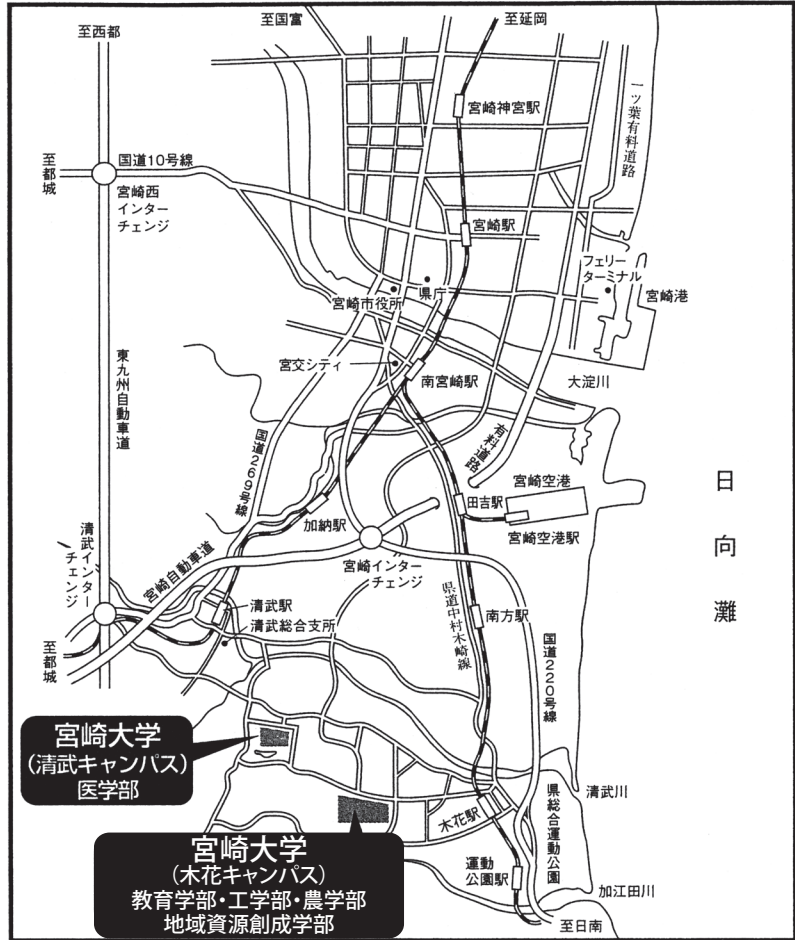 至国富
至延岡
至西都
一ツ葉有料道路
宮崎神宮駅
至都城
国道10号線
宮崎西
インター
チェンジ
宮崎駅
フェリー
ターミナル
宮崎港
県庁
宮崎市役所
宮交シティ
南宮崎駅
大淀川
東九州自動車道
国道269号線
有料道路
宮崎空港
田吉駅
宮崎空港駅
日向灘
加納駅
清武インター
チェンジ
宮崎自動車道
宮崎インター
チェンジ
県道中村木崎線
南方駅
国道220号線
清武駅
清武総合支所
至都城
宮崎大学
(清武キャンパス)
医学部
清武川
県総合運動公園
木花駅
宮崎大学
(木花キャンパス)
教育学部・工学部・農学部
地域資源創成学部
運動
公園駅
加江田川
至日南